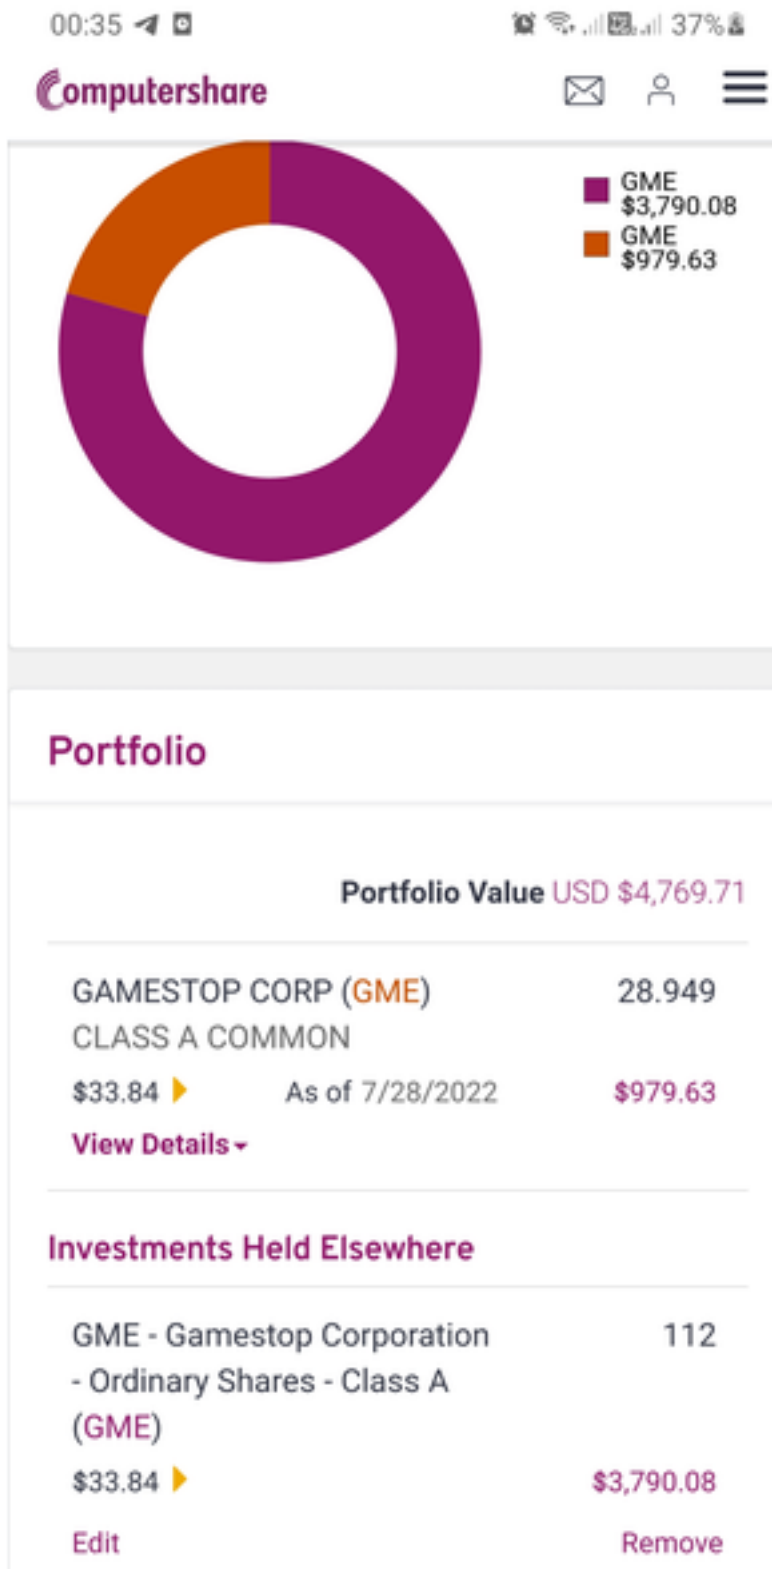 00:35 37%
Computershare
GME
$3,790.08
GME
$979.63
Portfolio
Portfolio Value USD $4,769.71
GAMESTOP CORP (GME) 28.949
CLASS A COMMON
$33.84 As of 7/28/2022 $979.63
View Details
Investments Held Elsewhere
GME - Gamestop Corporation 112
- Ordinary Shares - Class A
(GME)
$33.84 $3,790.08
Edit Remove